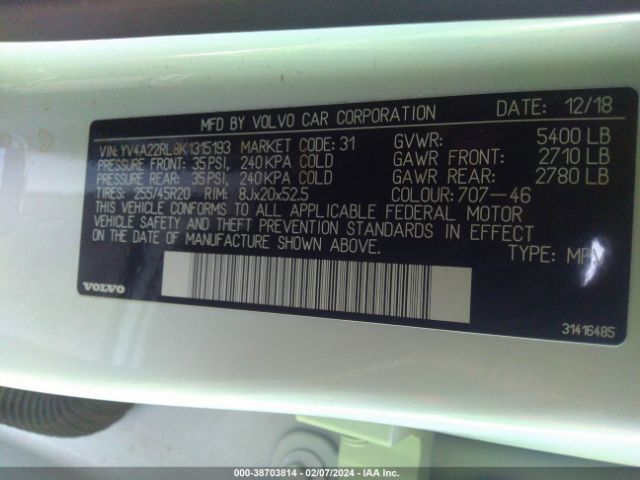 MFD BY VOLVO CAR CORPORATION DATE: 12/18
VIN: YV4A22RL8K1315193 MARKET CODE: 31 GVWR: 5400 LB
PRESSURE FRONT: 35 PSI, 240 KPA COLD GAWR FRONT: 2710 LB
PRESSURE REAR: 35 PSI, 240 KPA COLD GAWR REAR: 2780 LB
TIRES: 255/45R20 RIM: 8Jx20x52.5 COLOUR: 707-46
THIS VEHICLE CONFORMS TO ALL APPLICABLE FEDERAL MOTOR
VEHICLE SAFETY AND THEFT PREVENTION STANDARDS IN EFFECT
ON THE DATE OF MANUFACTURE SHOWN ABOVE. TYPE: MPV
VOLVO
31416485
000-38703814 - 02/07/2024 - IAA Inc.